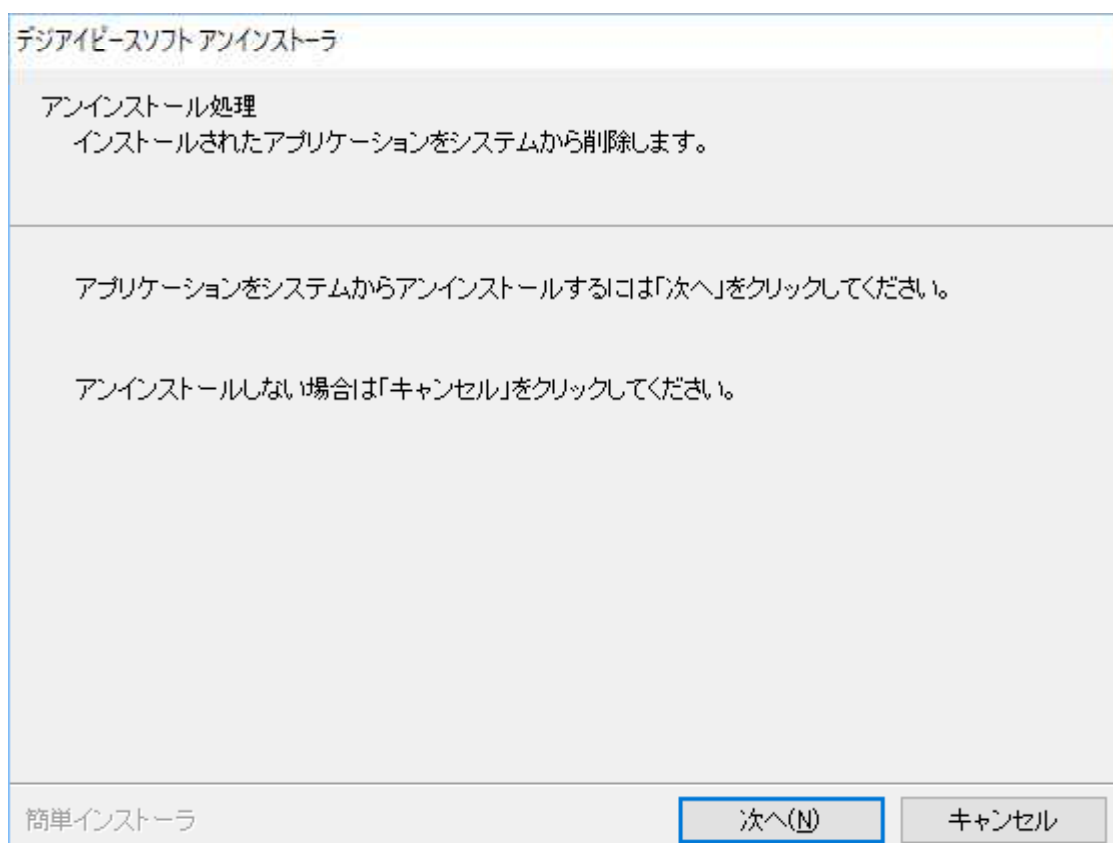 デジアイピースソフト アンインストーラ
アンインストール処理
インストールされたアプリケーションをシステムから削除します。
アプリケーションをシステムからアンインストールするには「次へ」をクリックしてください。
アンインストールしない場合は「キャンセル」をクリックしてください。
簡単インストーラ
次へ(N)
キャンセル